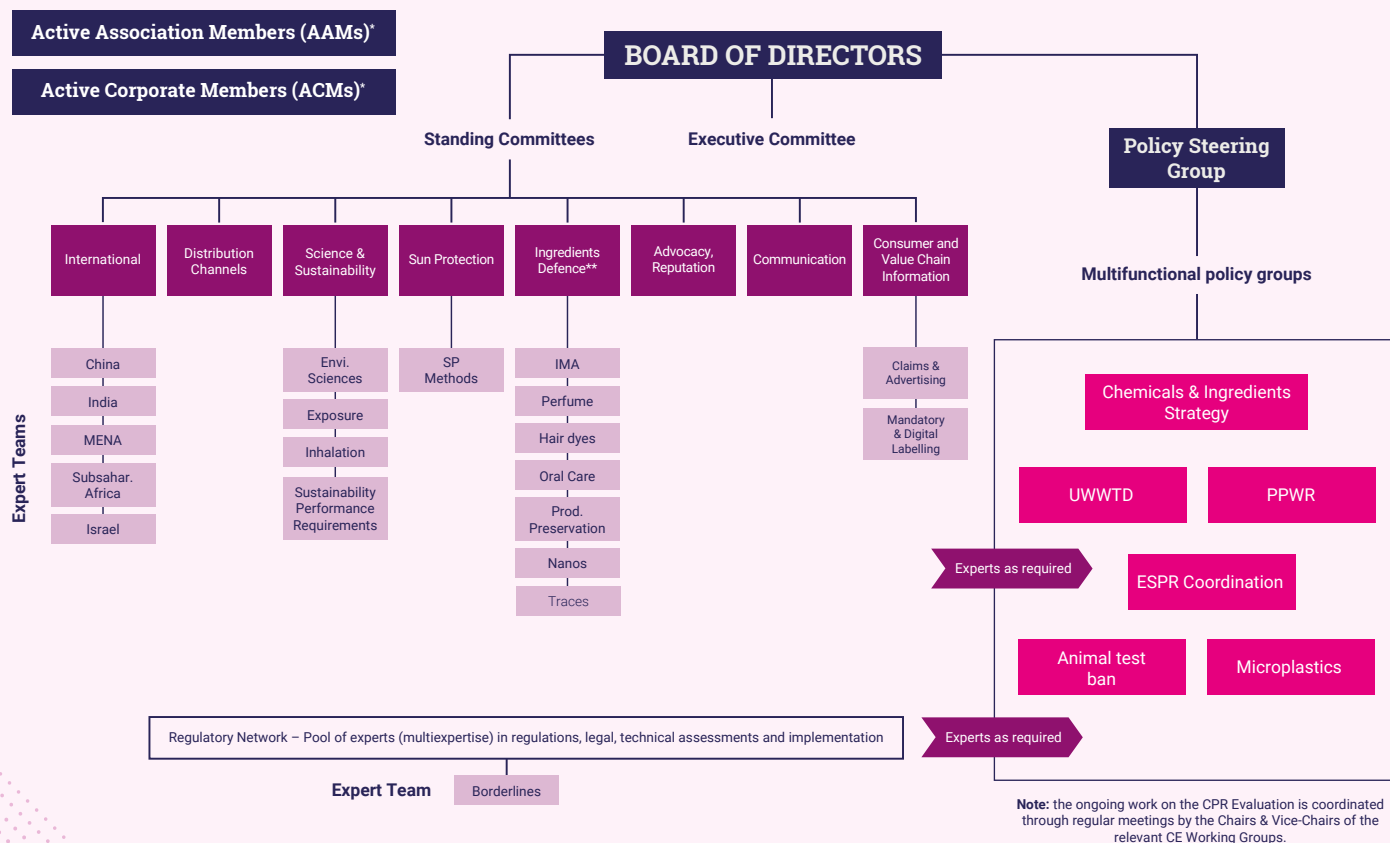 Active Association Members (AAMs)*
Active Corporate Members (ACMs)*
BOARD OF DIRECTORS
Standing Committees
Executive Committee
Policy Steering
Group
International
Distribution
Channels
Science &
Sustainability
Sun Protection
Ingredients
Defence**
Advocacy,
Reputation
Communication
Consumer and
Value Chain
Information
Multifunctional policy groups
Expert Teams
China
India
MENA
Subsahar.
Africa
Israel
Envi.
Sciences
Exposure
Inhalation
Sustainability
Performance
Requirements
SP
Methods
IMA
Perfume
Hair dyes
Oral Care
Prod.
Preservation
Nanos
Traces
Claims &
Advertising
Mandatory
& Digital
Labelling
Chemicals & Ingredients
Strategy
UWWTD
PPWR
Experts as required
ESPR Coordination
Animal test
ban
Microplastics
Regulatory Network – Pool of experts (multiexpertise) in regulations, legal, technical assessments and implementation
Experts as required
Expert Team
Borderlines
Note: the ongoing work on the CPR Evaluation is coordinated
through regular meetings by the Chairs & Vice-Chairs of the
relevant CE Working Groups.